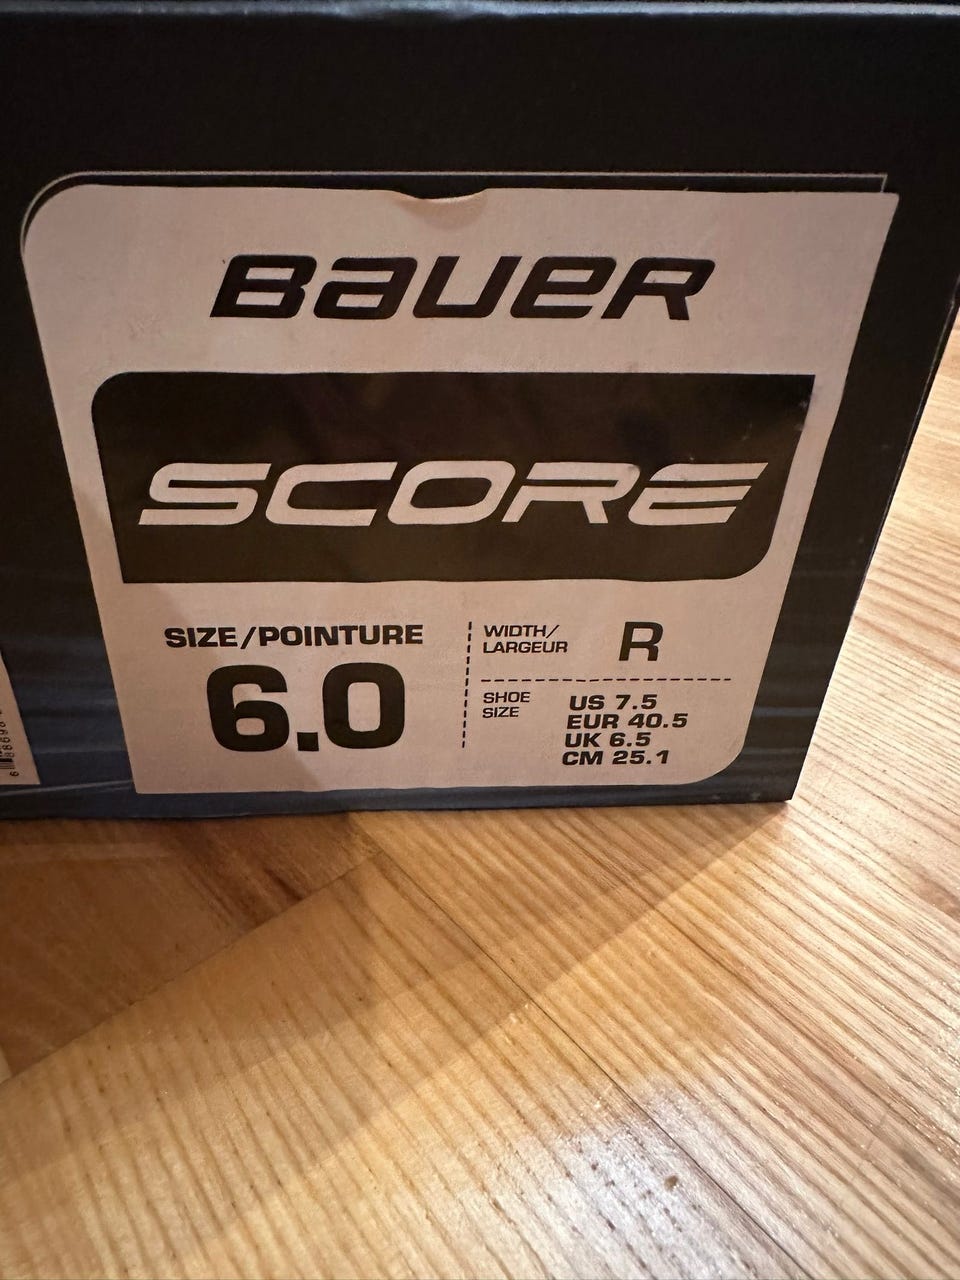 BAUER
SCORE
SIZE/POINTURE
6.0
WIDTH/
LARGEUR
R
SHOE
SIZE
US 7.5
EUR 40.5
UK 6.5
CM 25.1